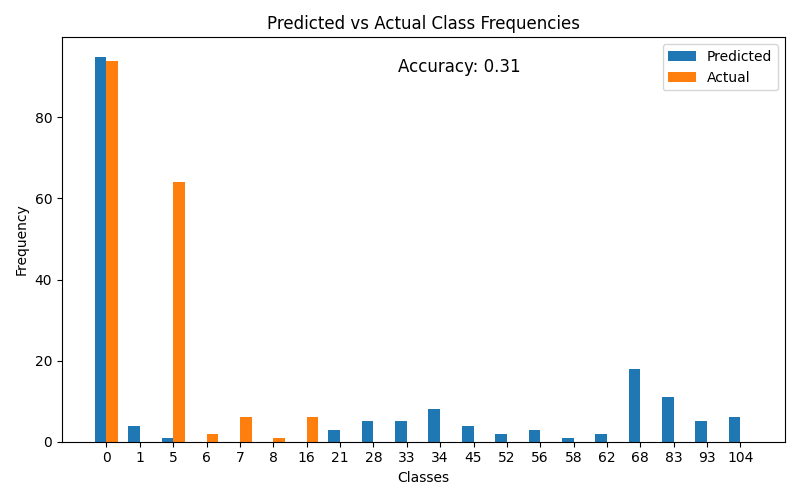 Predicted vs Actual Class Frequencies
Accuracy: 0.31
Predicted
Actual
Frequency
80
60
40
20
0
0 1 5 6 7 8 16 21 28 33 34 45 52 56 58 62 68 83 93 104
Classes